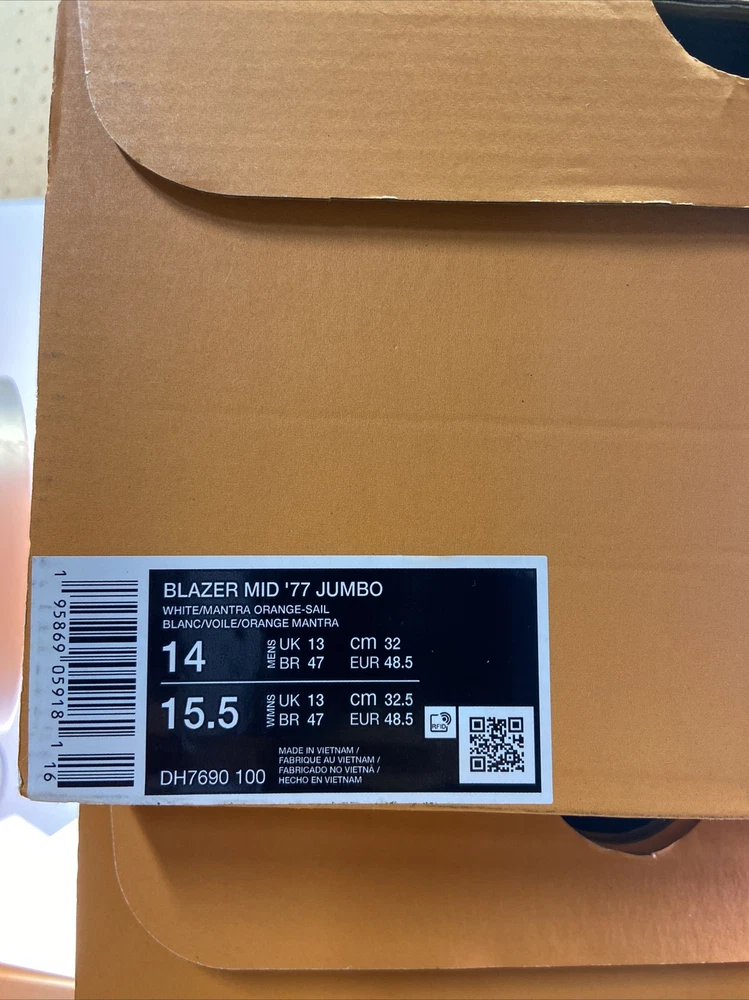 BLAZER MID '77 JUMBO
WHITE/MANTRA ORANGE-SAIL
BLANC/VOILE/ORANGE MANTRA
14 MENS UK 13 cm 32
BR 47 EUR 48.5
15.5 WMNS UK 13 cm 32.5
BR 47 EUR 48.5
RFID
DH7690 100
MADE IN VIETNAM /
FABRIQUE AU VIETNAM /
FABRICADO NO VIETNÃ /
HECHO EN VIETNAM
1 95869 05918 1 16